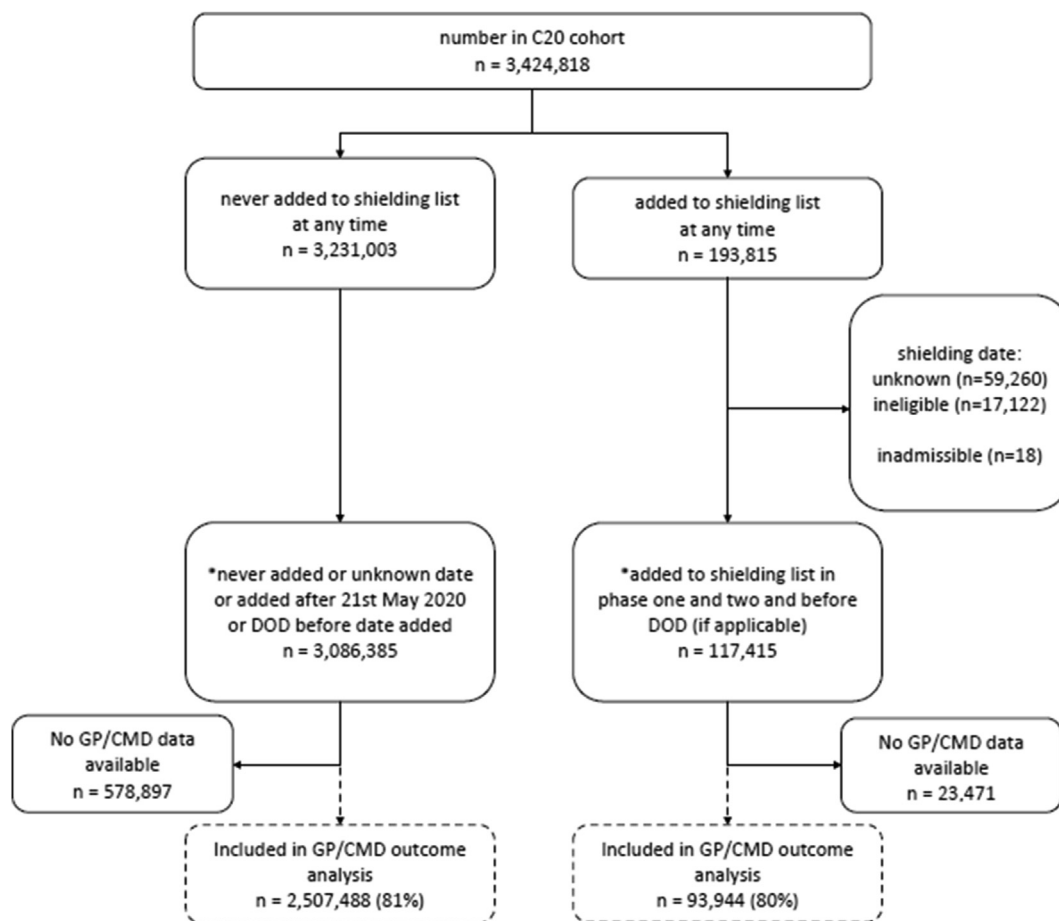 number in C20 cohort
n = 3,424,818
never added to shielding list
at any time
n = 3,231,003
added to shielding list
at any time
n = 193,815
shielding date:
unknown (n=59,260)
ineligible (n=17,122)
inadmissible (n=18)
*never added or unknown date
or added after 21st May 2020
or DOD before date added
n = 3,086,385
*added to shielding list in
phase one and two and before
DOD (if applicable)
n = 117,415
No GP/CMD data
available
n = 578,897
No GP/CMD data
available
n = 23,471
Included in GP/CMD outcome
analysis
n = 2,507,488 (81%)
Included in GP/CMD outcome
analysis
n = 93,944 (80%)